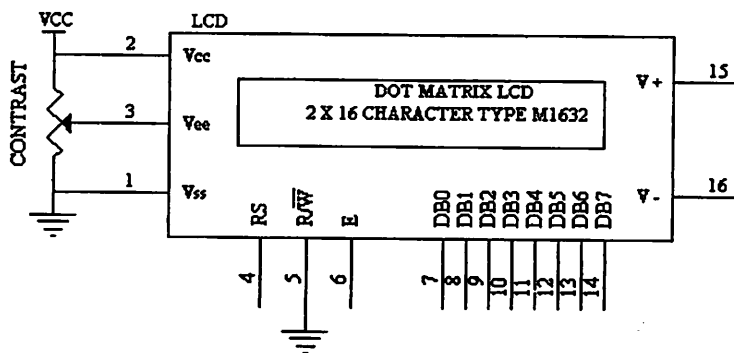 VCC
LCD
2
Vcc
CONTRAST
3
Vee
1
Vss
DOT MATRIX LCD
2 X 16 CHARACTER TYPE M1632
V+
15
V-
16
RS
R/W̅
E
DB0
DB1
DB2
DB3
DB4
DB5
DB6
DB7
4
5
6
7
8
9
10
11
12
13
14